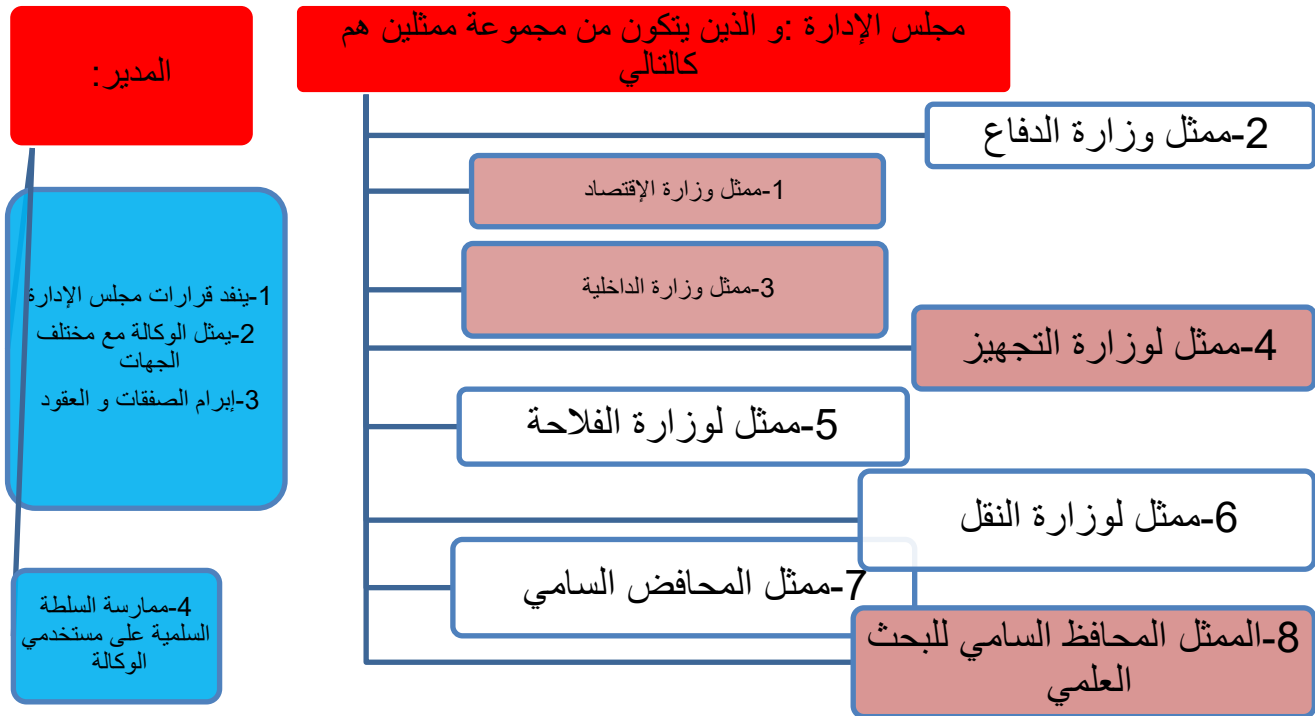 مجلس الإدارة :و الذين يتكون من مجموعة ممثلين هم
كالتالي
2-ممثل وزارة الدفاع
1-ممثل وزارة الإقتصاد
3-ممثل وزارة الداخلية
4-ممثل لوزارة التجهيز
5-ممثل لوزارة الفلاحة
6-ممثل لوزارة النقل
7-ممثل المحافض السامي
8-الممثل المحافظ السامي للبحث
العلمي
المدير:
1-ينفد قرارات مجلس الإدارة
2-يمثل الوكالة مع مختلف
الجهات
3-إبرام الصفقات و العقود
4-ممارسة السلطة
السلمية على مستخدمي
الوكالة